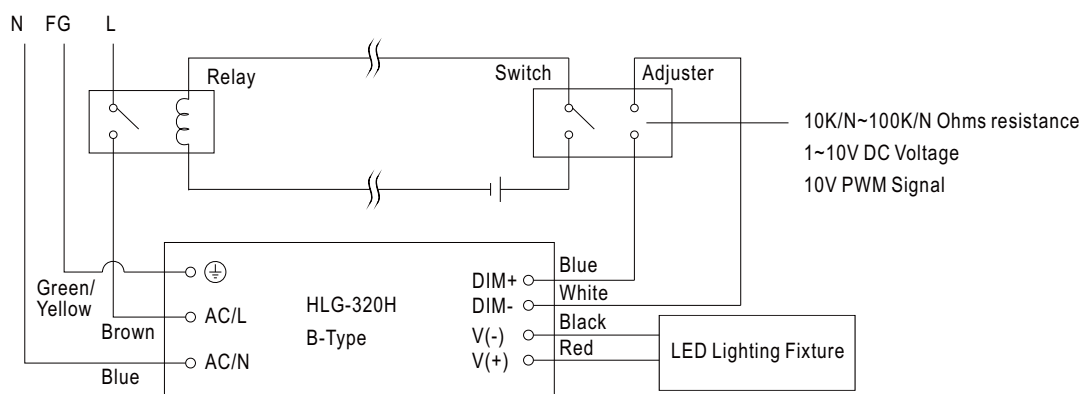 N FG L
Relay
Switch
Adjuster
10K/N~100K/N Ohms resistance
1~10V DC Voltage
10V PWM Signal
Green/
Yellow
Brown
Blue
AC/L
AC/N
HLG-320H
B-Type
DIM+
DIM-
V(-)
V(+)
Blue
White
Black
Red
LED Lighting Fixture